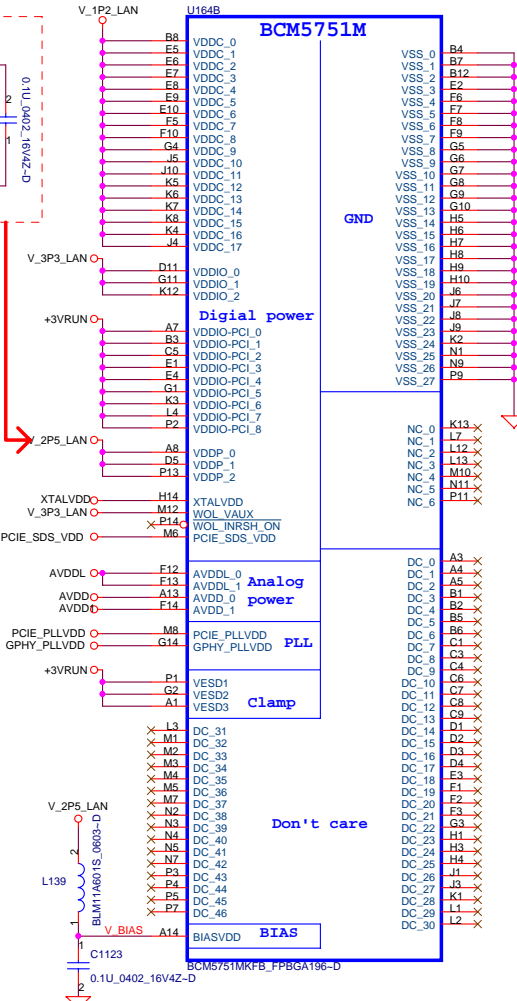 V_1P2_LAN
U164B
BCM5751M
0.1U_0402_16V4Z~D
2
1
B8 VDDC_0
E5 VDDC_1
E6 VDDC_2
E7 VDDC_3
E8 VDDC_4
E9 VDDC_5
E10 VDDC_6
F5 VDDC_7
F10 VDDC_8
G4 VDDC_9
J5 VDDC_10
J10 VDDC_11
K5 VDDC_12
K6 VDDC_13
K7 VDDC_14
K8 VDDC_15
K4 VDDC_16
J4 VDDC_17
V_3P3_LAN
D11 VDDIO_0
G11 VDDIO_1
K12 VDDIO_2
Digial power
+3VRUN
A7 VDDIO-PCI_0
B3 VDDIO-PCI_1
C5 VDDIO-PCI_2
E1 VDDIO-PCI_3
E4 VDDIO-PCI_4
G1 VDDIO-PCI_5
K3 VDDIO-PCI_6
L4 VDDIO-PCI_7
P2 VDDIO-PCI_8
V_2P5_LAN
A8 VDDP_0
D5 VDDP_1
P13 VDDP_2
XTALVDD H14 XTALVDD
V_3P3_LAN M12 WOL_VAUX
P14 WOL_INRSH_ON
PCIE_SDS_VDD M6 PCIE_SDS_VDD
AVDDL F12 AVDDL_0
F13 AVDDL_1
AVDD A13 AVDD_0
AVDD1 F14 AVDD_1
Analog
power
PCIE_PLLVDD M8 PCIE_PLLVDD
GPHY_PLLVDD G14 GPHY_PLLVDD
PLL
+3VRUN
P1 VESD1
G2 VESD2
A1 VESD3
Clamp
L3 DC_31
M1 DC_32
M2 DC_33
M3 DC_34
M4 DC_35
M5 DC_36
M7 DC_37
N2 DC_38
N3 DC_39
N4 DC_40
N5 DC_41
N7 DC_42
P3 DC_43
P4 DC_44
P5 DC_45
P7 DC_46
Don't care
V_2P5_LAN
2
L139
BLM11A601S_0603~D
1
V_BIAS
A14 BIASVDD
BIAS
1
C1123
0.1U_0402_16V4Z~D
2
BCM5751MKFB_FPBGA196~D
GND
VSS_0 B4
VSS_1 B7
VSS_2 B12
VSS_3 E2
VSS_4 F6
VSS_5 F7
VSS_6 F8
VSS_7 F9
VSS_8 G5
VSS_9 G6
VSS_10 G7
VSS_11 G8
VSS_12 G9
VSS_13 G10
VSS_14 H5
VSS_15 H6
VSS_16 H7
VSS_17 H8
VSS_18 H9
VSS_19 H10
VSS_20 J6
VSS_21 J7
VSS_22 J8
VSS_23 J9
VSS_24 K2
VSS_25 N1
VSS_26 N9
VSS_27 P9
NC_0 K13
NC_1 L7
NC_2 L12
NC_3 L13
NC_4 M10
NC_5 N11
NC_6 P11
DC_0 A3
DC_1 A4
DC_2 A5
DC_3 B1
DC_4 B2
DC_5 B5
DC_6 B6
DC_7 C1
DC_8 C3
DC_9 C4
DC_10 C6
DC_11 C7
DC_12 C8
DC_13 C9
DC_14 D1
DC_15 D2
DC_16 D3
DC_17 D4
DC_18 E3
DC_19 F1
DC_20 F2
DC_21 F3
DC_22 G3
DC_23 H1
DC_24 H3
DC_25 H4
DC_26 J1
DC_27 J3
DC_28 K1
DC_29 L1
DC_30 L2